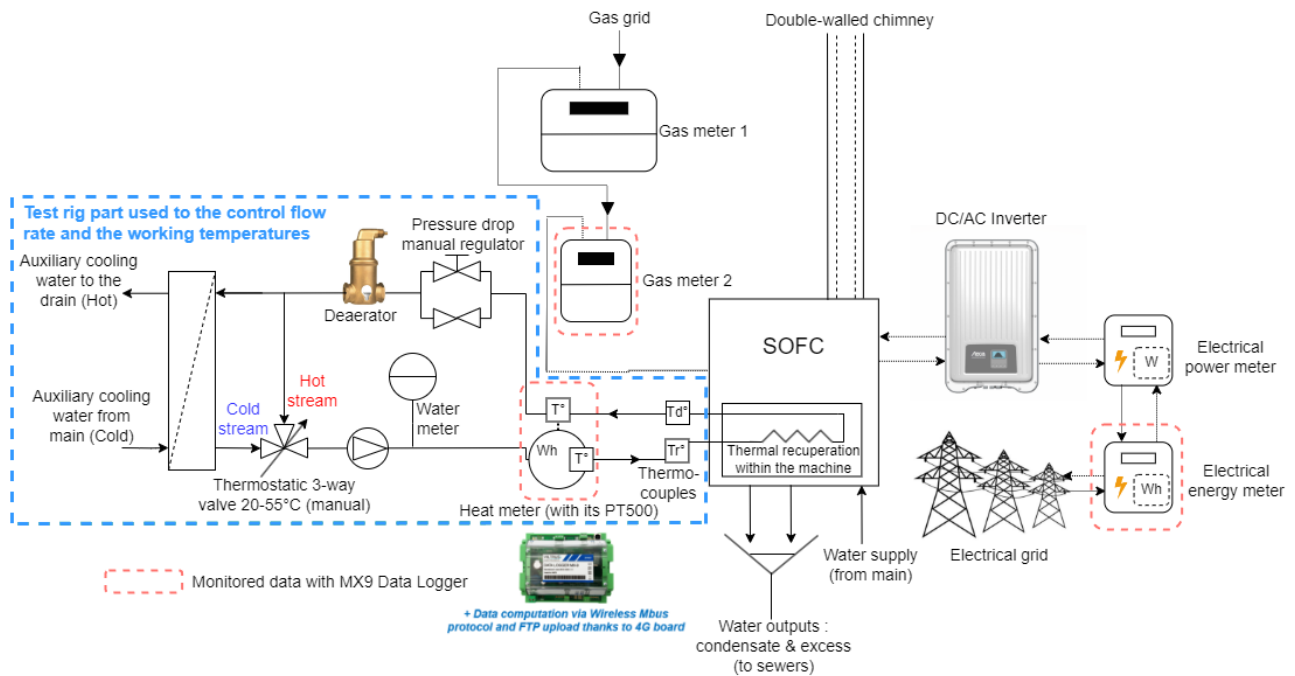 Gas grid
Double-walled chimney
Gas meter 1
Test rig part used to the control flow
rate and the working temperatures
Pressure drop
manual regulator
DC/AC Inverter
Auxiliary cooling
water to the
drain (Hot)
Gas meter 2
Deaerator
SOFC
W
Electrical
power meter
Auxiliary cooling
water from
main (Cold)
Hot
stream
Cold
stream
Water
meter
T°
Td°
Wh
T°
Tr°
Thermal recuperation
within the machine
Thermo-
couples
Wh
Electrical
energy meter
Thermostatic 3-way
valve 20-55°C (manual)
Heat meter (with its PT500)
Water supply
(from main)
Electrical grid
Monitored data with MX9 Data Logger
+ Data computation via Wireless Mbus
protocol and FTP upload thanks to 4G board
Water outputs :
condensate & excess
(to sewers)